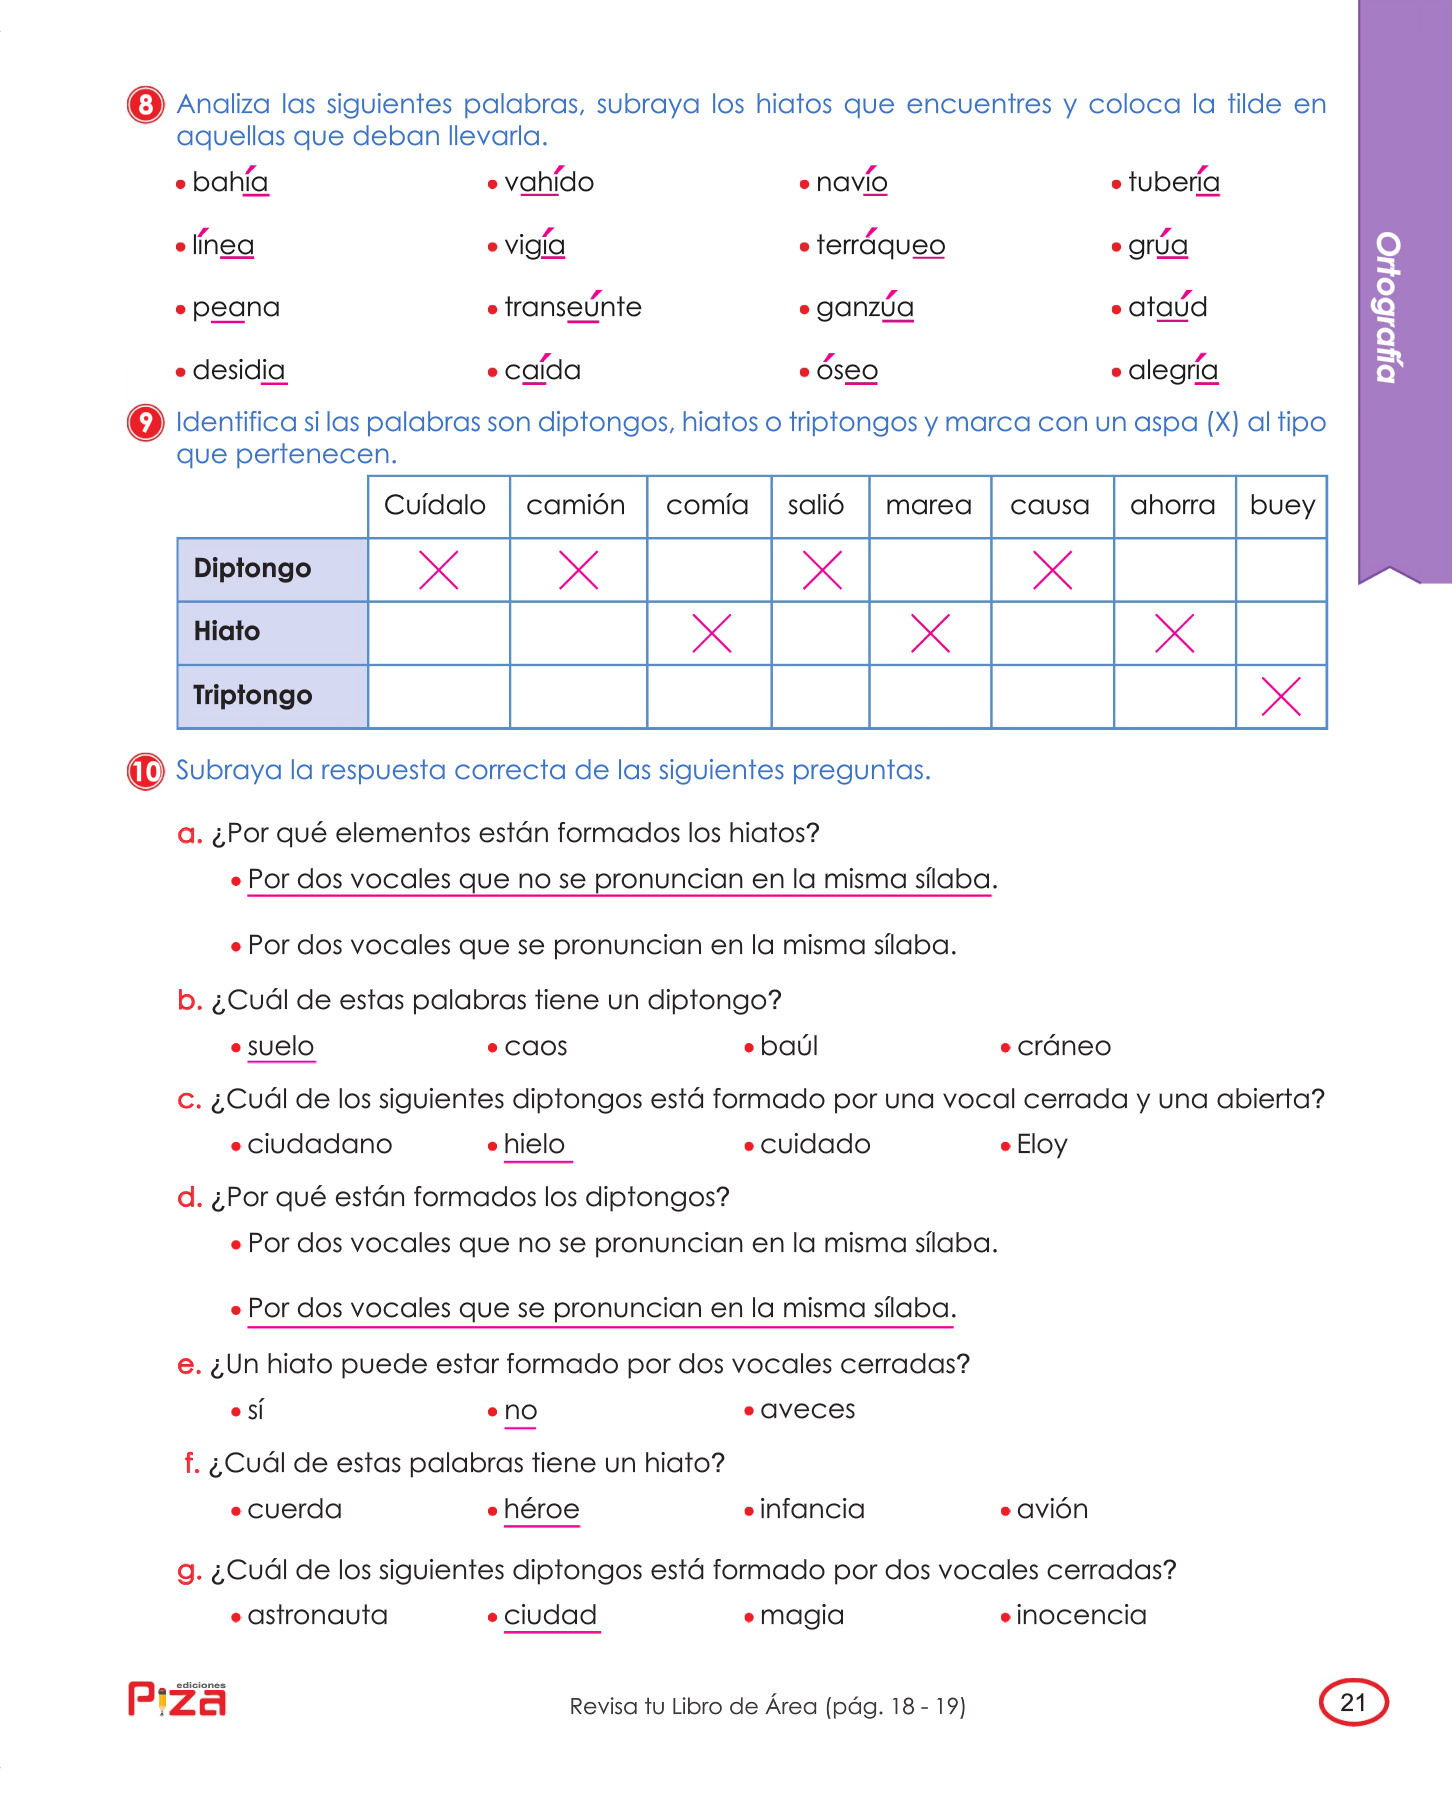 8 Analiza las siguientes palabras, subraya los hiatos que encuentres y coloca la tilde en
aquellas que deban llevarla.
• bahía • vahído • navío • tubería
• línea • vigía • terráqueo • grúa
• peana • transeúnte • ganzúa • ataúd
• desidia • caída • óseo • alegría
Ortografía
9 Identifica si las palabras son diptongos, hiatos o triptongos y marca con un aspa (X) al tipo
que pertenecen.
Cuídalo camión comía salió marea causa ahorra buey
Diptongo X X X X
Hiato X X X
Triptongo X
10 Subraya la respuesta correcta de las siguientes preguntas.
a. ¿Por qué elementos están formados los hiatos?
• Por dos vocales que no se pronuncian en la misma sílaba.
• Por dos vocales que se pronuncian en la misma sílaba.
b. ¿Cuál de estas palabras tiene un diptongo?
• suelo • caos • baúl • cráneo
c. ¿Cuál de los siguientes diptongos está formado por una vocal cerrada y una abierta?
• ciudadano • hielo • cuidado • Eloy
d. ¿Por qué están formados los diptongos?
• Por dos vocales que no se pronuncian en la misma sílaba.
• Por dos vocales que se pronuncian en la misma sílaba.
e. ¿Un hiato puede estar formado por dos vocales cerradas?
• sí • no • aveces
f. ¿Cuál de estas palabras tiene un hiato?
• cuerda • héroe • infancia • avión
g. ¿Cuál de los siguientes diptongos está formado por dos vocales cerradas?
• astronauta • ciudad • magia • inocencia
ediciones
Piza
Revisa tu Libro de Área (pág. 18 - 19)
21